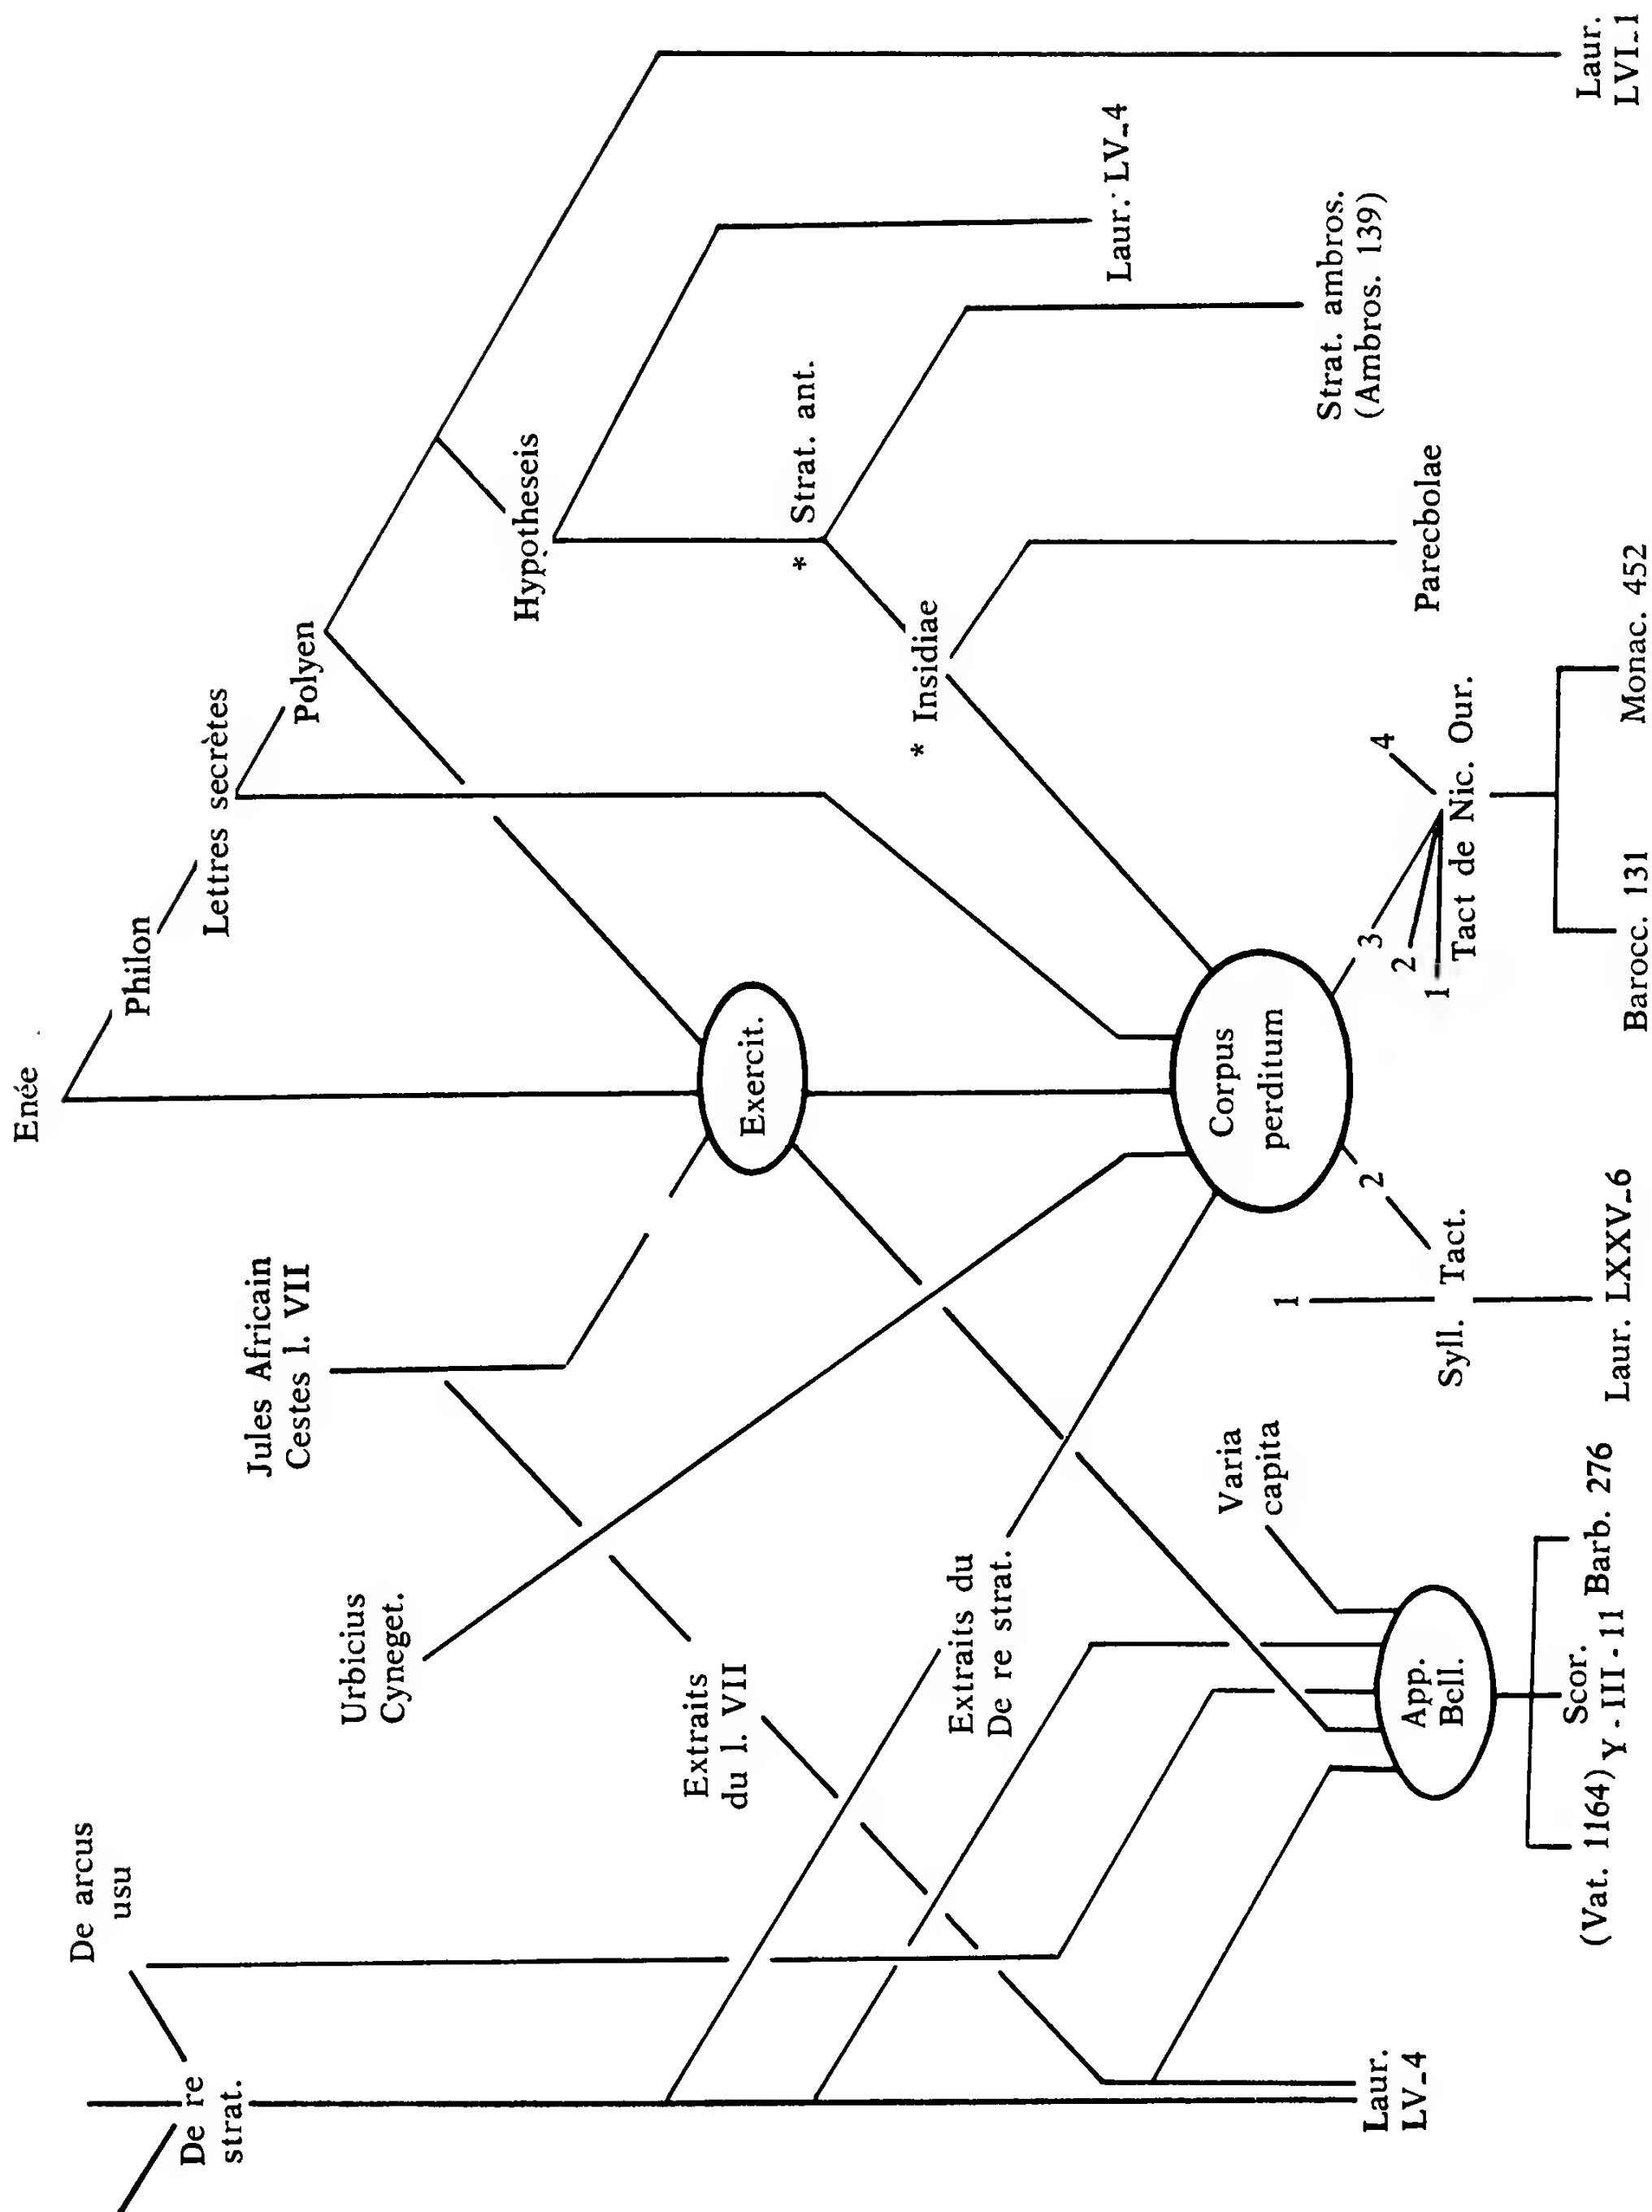 Enée
Philon
Lettres secrètes
Polyen
De arcus
usu
De re
strat.
Jules Africain
Cestes l. VII
Urbicius
Cyneget.
Hypotheseis
Extraits
du l. VII
Exercit.
* Strat. ant.
* Insidiae
Extraits du
De re strat.
Laur. LV-4
Corpus
perditum
Varia
capita
Strat. ambros.
(Ambros. 139)
Laur.
LV-4
App.
Bell.
1
2
Syll. Tact.
3
2
1
4
Tact de Nic. Our.
Parecbolae
(Vat. 1164)
Scor.
Y-III-11
Barb. 276
Laur. LXXV-6
Barocc. 131
Monac. 452
Laur.
LVI-1